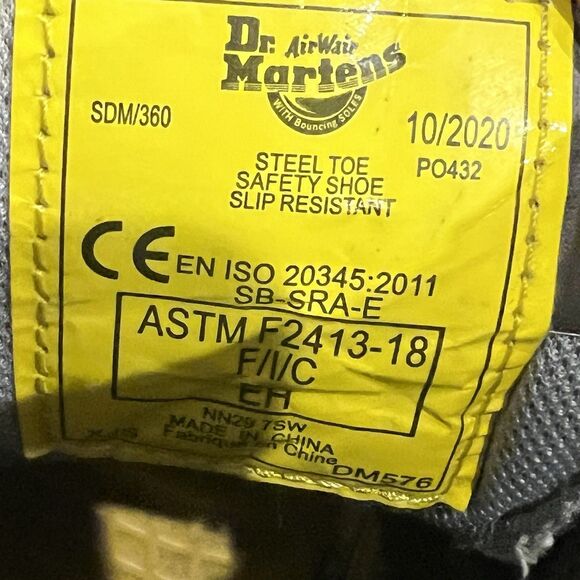 Dr. AirWair
Martens
WITH Bouncing SOLES
SDM/360
10/2020
PO432
STEEL TOE
SAFETY SHOE
SLIP RESISTANT
CE EN ISO 20345:2011
SB-SRA-E
ASTM F2413-18
F/I/C
EH
NN29 7SW
MADE IN CHINA
Fabriqué en Chine
DM576